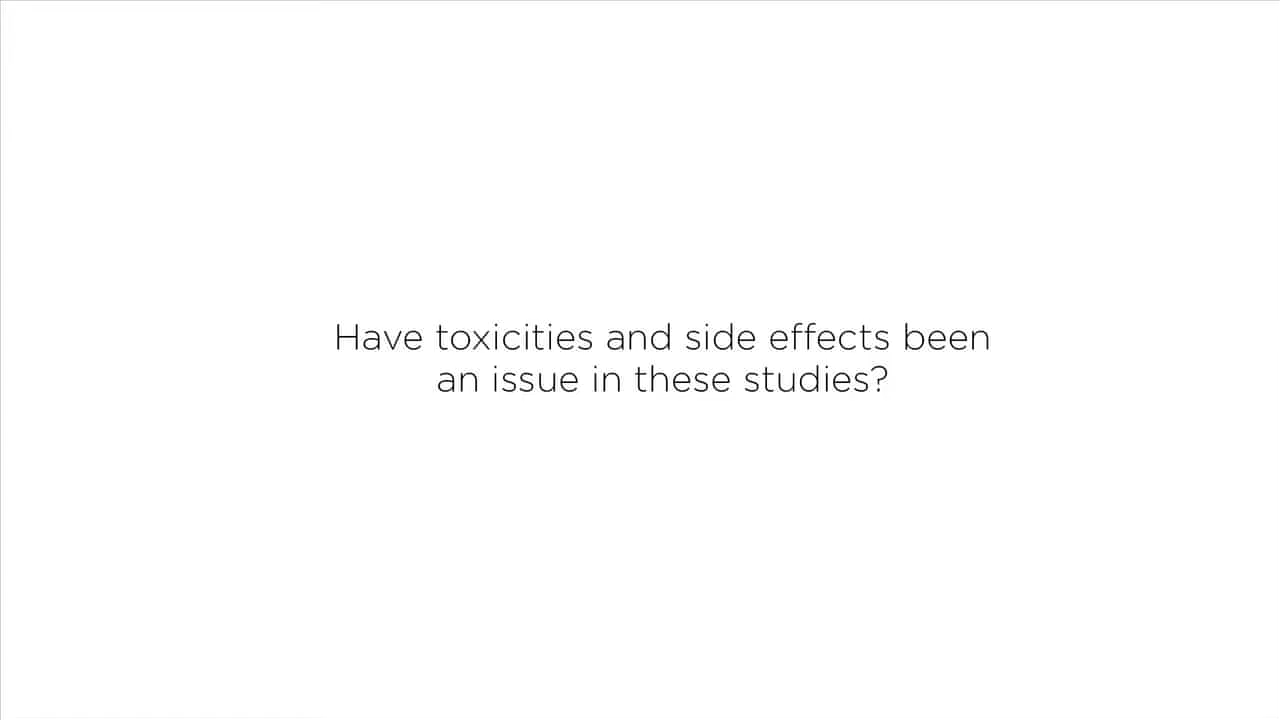 Have toxicities and side effects been
an issue in these studies?